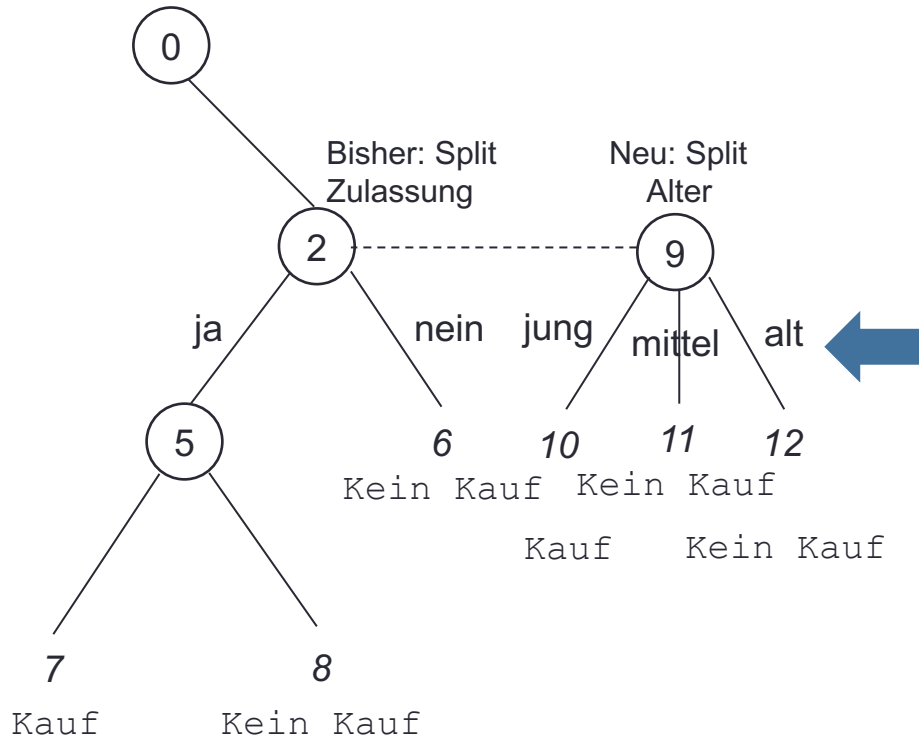 0
Bisher: Split
Zulassung
Neu: Split
Alter
2
9
ja
nein
jung
mittel
alt
5
6
10
11
12
Kein Kauf
Kein Kauf
Kauf
Kein Kauf
7
8
Kauf
Kein Kauf